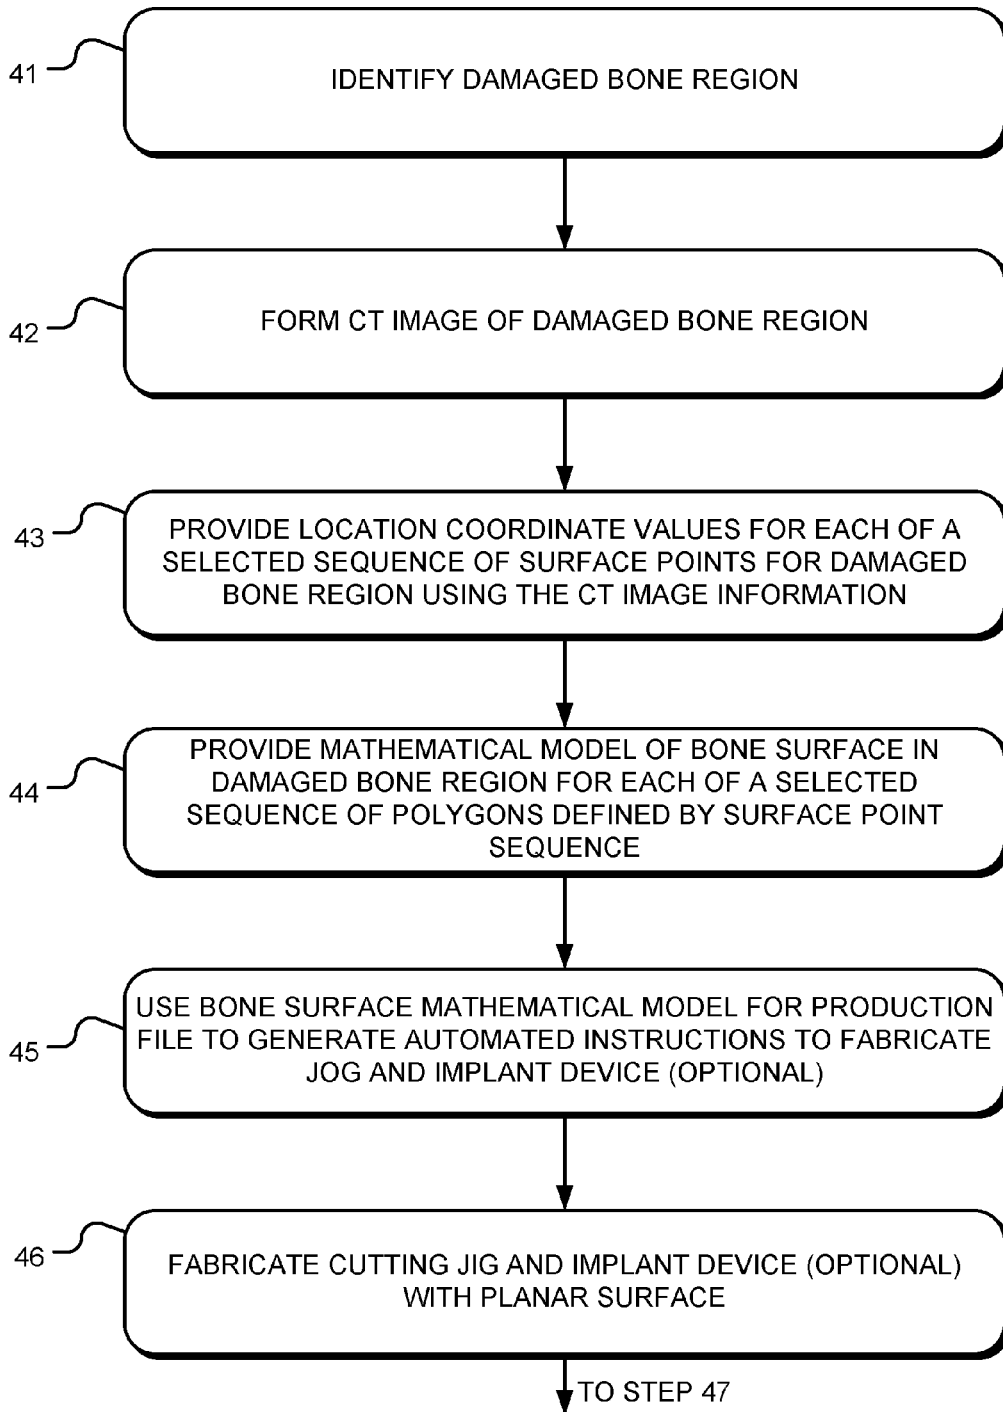 41
IDENTIFY DAMAGED BONE REGION
42
FORM CT IMAGE OF DAMAGED BONE REGION
43
PROVIDE LOCATION COORDINATE VALUES FOR EACH OF A
SELECTED SEQUENCE OF SURFACE POINTS FOR DAMAGED
BONE REGION USING THE CT IMAGE INFORMATION
44
PROVIDE MATHEMATICAL MODEL OF BONE SURFACE IN
DAMAGED BONE REGION FOR EACH OF A SELECTED
SEQUENCE OF POLYGONS DEFINED BY SURFACE POINT
SEQUENCE
45
USE BONE SURFACE MATHEMATICAL MODEL FOR PRODUCTION
FILE TO GENERATE AUTOMATED INSTRUCTIONS TO FABRICATE
JOG AND IMPLANT DEVICE (OPTIONAL)
46
FABRICATE CUTTING JIG AND IMPLANT DEVICE (OPTIONAL)
WITH PLANAR SURFACE
TO STEP 47